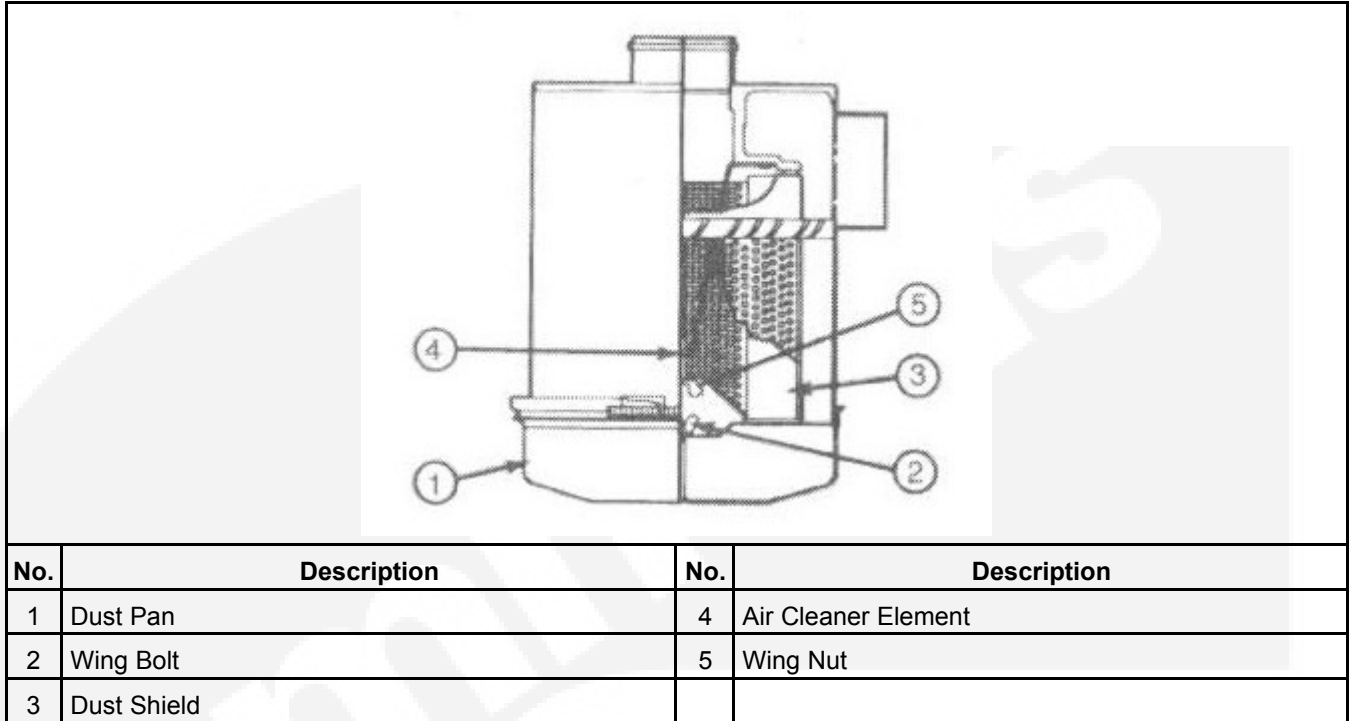 5
4
3
1
2
No. Description No. Description
1 Dust Pan 4 Air Cleaner Element
2 Wing Bolt 5 Wing Nut
3 Dust Shield